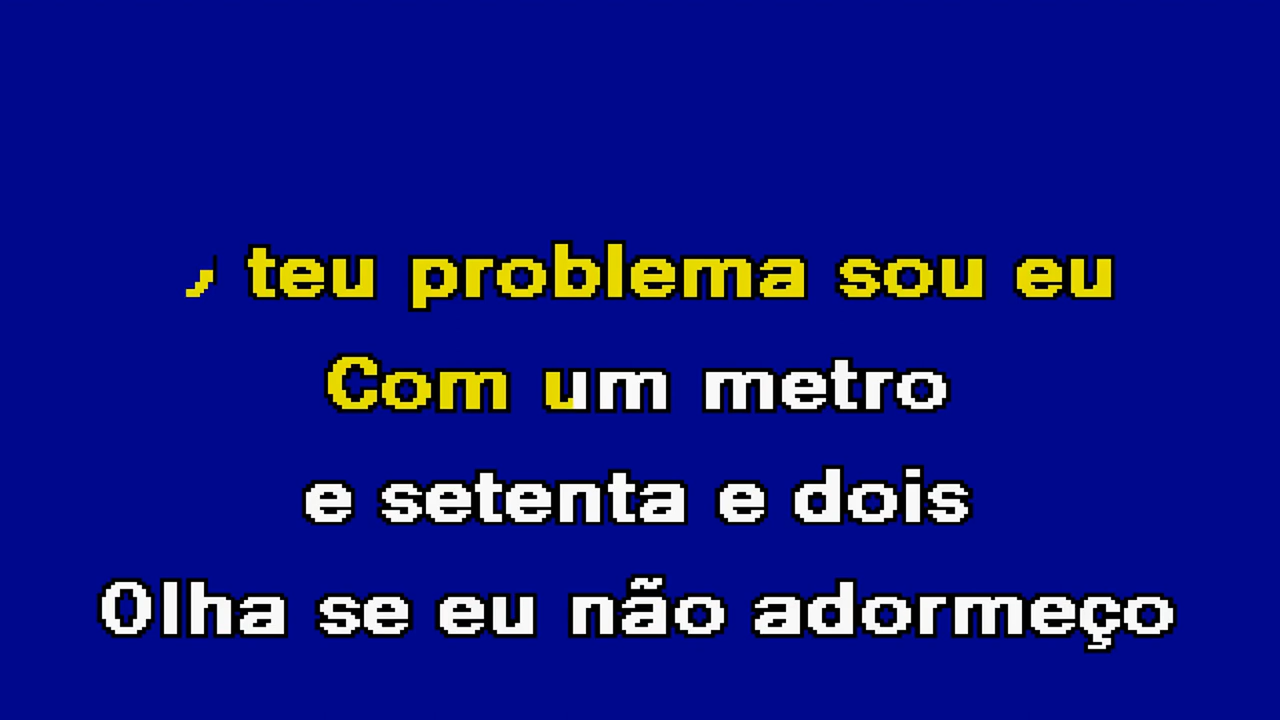 teu problema sou eu
Com um metro
e setenta e dois
Olha se eu não adormeço